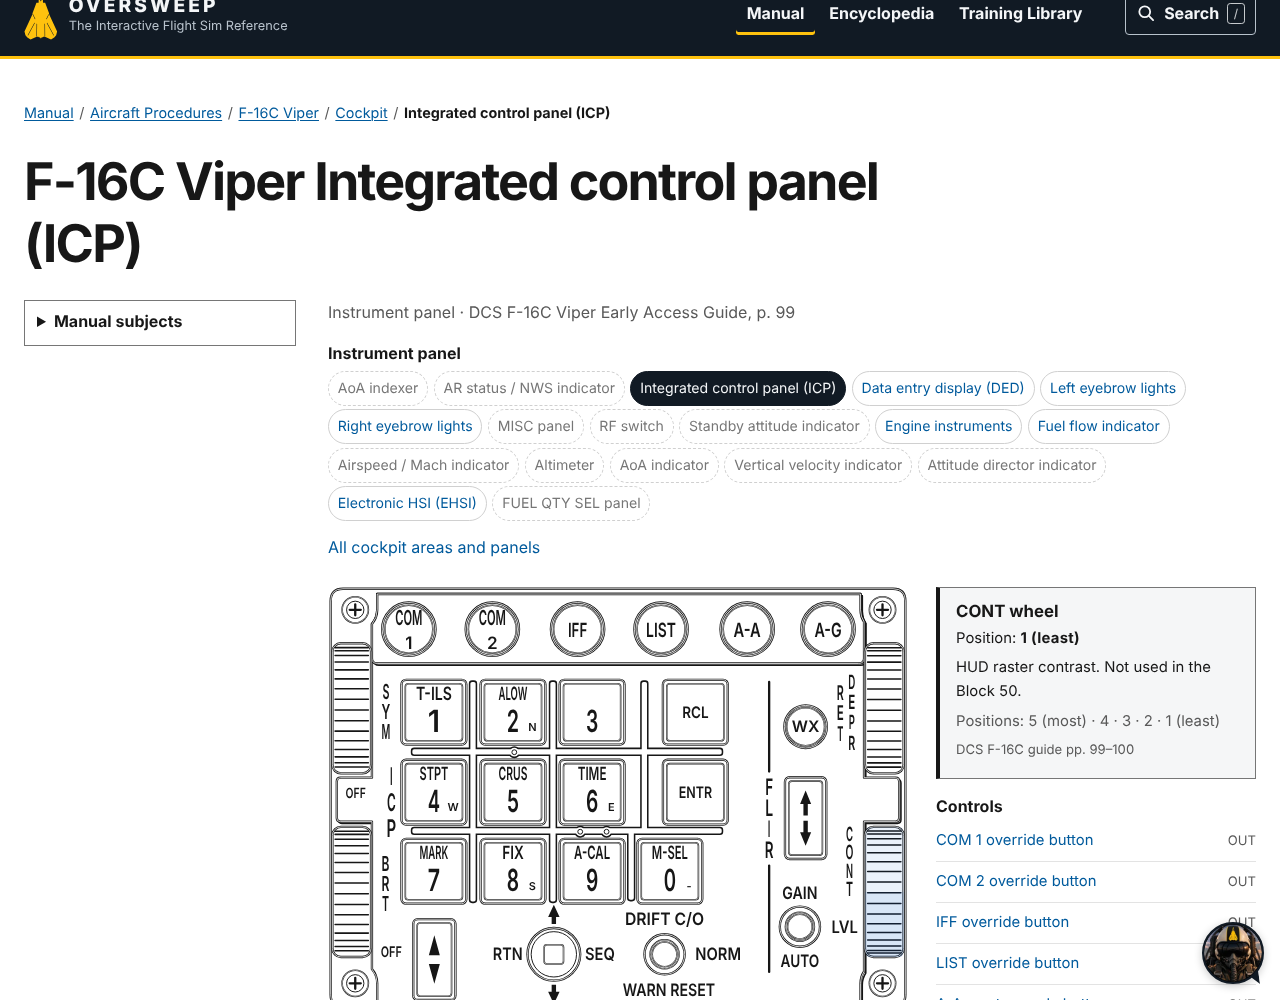 OVERSWEEP
The Interactive Flight Sim Reference
Manual
Encyclopedia
Training Library
Search /
Manual / Aircraft Procedures / F-16C Viper / Cockpit / Integrated control panel (ICP)
F-16C Viper Integrated control panel
(ICP)
Manual subjects
Instrument panel · DCS F-16C Viper Early Access Guide, p. 99
Instrument panel
AoA indexer
AR status / NWS indicator
Integrated control panel (ICP)
Data entry display (DED)
Left eyebrow lights
Right eyebrow lights
MISC panel
RF switch
Standby attitude indicator
Engine instruments
Fuel flow indicator
Airspeed / Mach indicator
Altimeter
AoA indicator
Vertical velocity indicator
Attitude director indicator
Electronic HSI (EHSI)
FUEL QTY SEL panel
All cockpit areas and panels
COM 1
COM 2
IFF
LIST
A-A
A-G
SYM
T-ILS 1
ALOW 2 N
3
RCL
WX
RET
DEPR
OFF
ICP
STPT 4 W
CRUS 5
TIME 6 E
ENTR
FLIR
CONT
BRT
MARK 7
FIX 8 S
A-CAL 9
M-SEL 0 -
GAIN
LVL
AUTO
OFF
RTN
SEQ
DRIFT C/O
NORM
WARN RESET
CONT wheel
Position: 1 (least)
HUD raster contrast. Not used in the
Block 50.
Positions: 5 (most) · 4 · 3 · 2 · 1 (least)
DCS F-16C guide pp. 99–100
Controls
COM 1 override button OUT
COM 2 override button OUT
IFF override button OUT
LIST override button